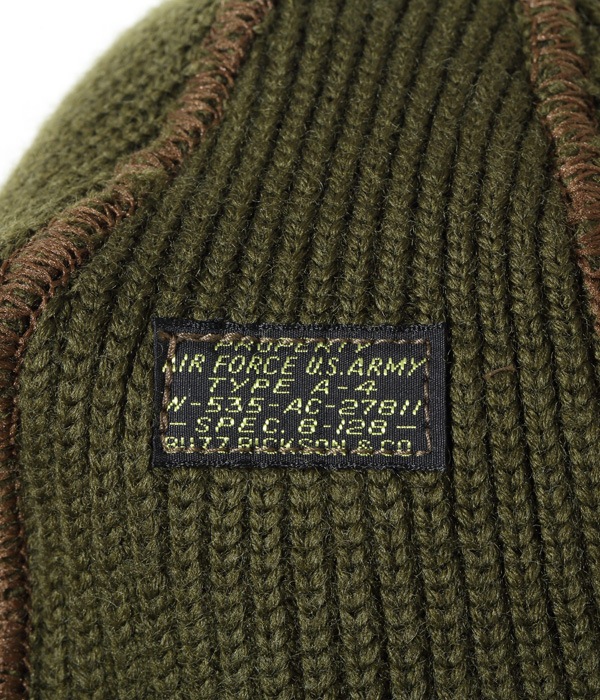 PROPERTY
AIR FORCE U.S. ARMY
TYPE A-4
W-535-AC-27811
-SPEC. 8-128-
BUZZ RICKSON & CO.